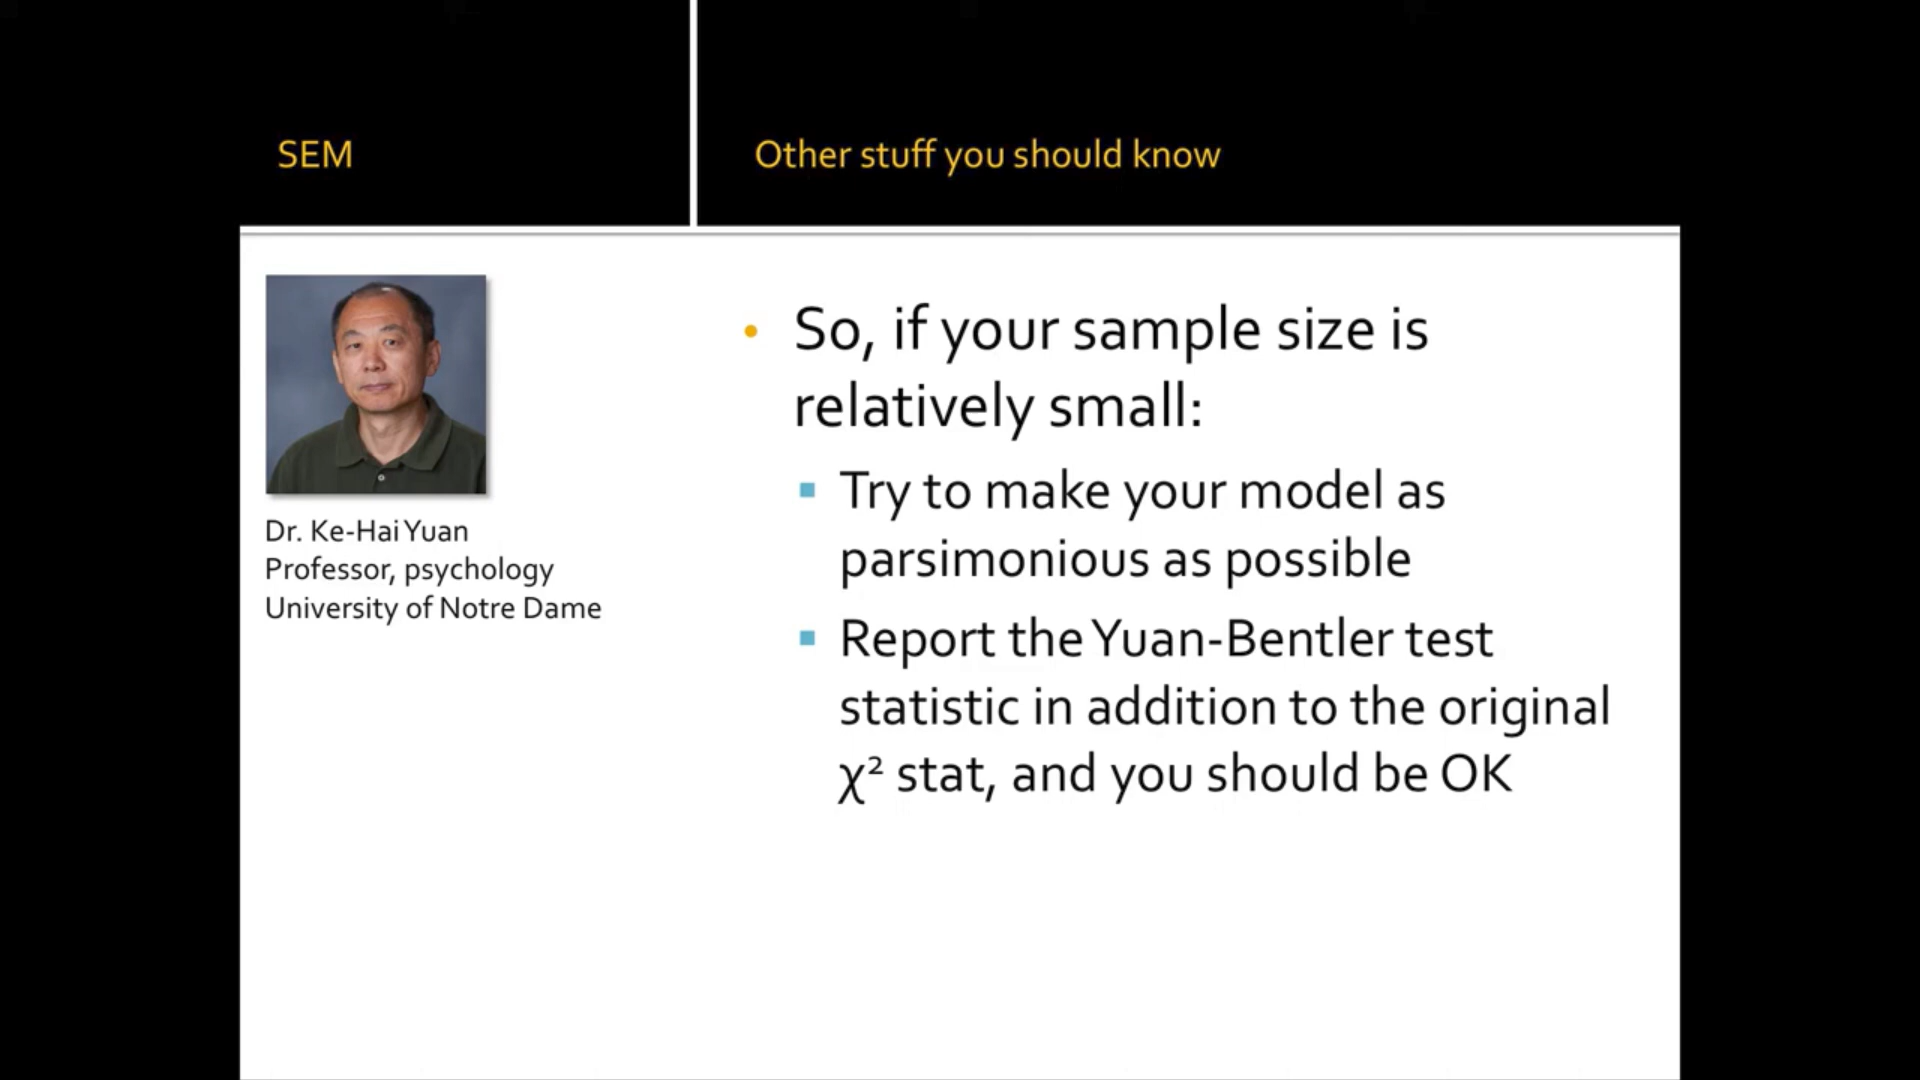 SEM
Other stuff you should know
Dr. Ke-Hai Yuan
Professor, psychology
University of Notre Dame
• So, if your sample size is
relatively small:
▪ Try to make your model as
parsimonious as possible
▪ Report the Yuan-Bentler test
statistic in addition to the original
χ² stat, and you should be OK